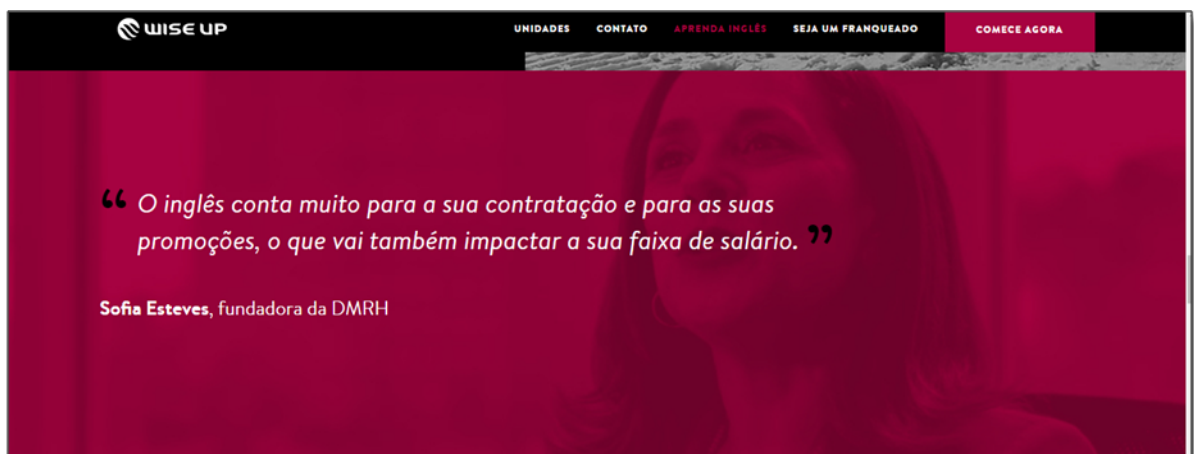 WISE UP
UNIDADES CONTATO APRENDA INGLÊS SEJA UM FRANQUEADO COMECE AGORA
“ O inglês conta muito para a sua contratação e para as suas
promoções, o que vai também impactar a sua faixa de salário. ”
Sofia Esteves, fundadora da DMRH